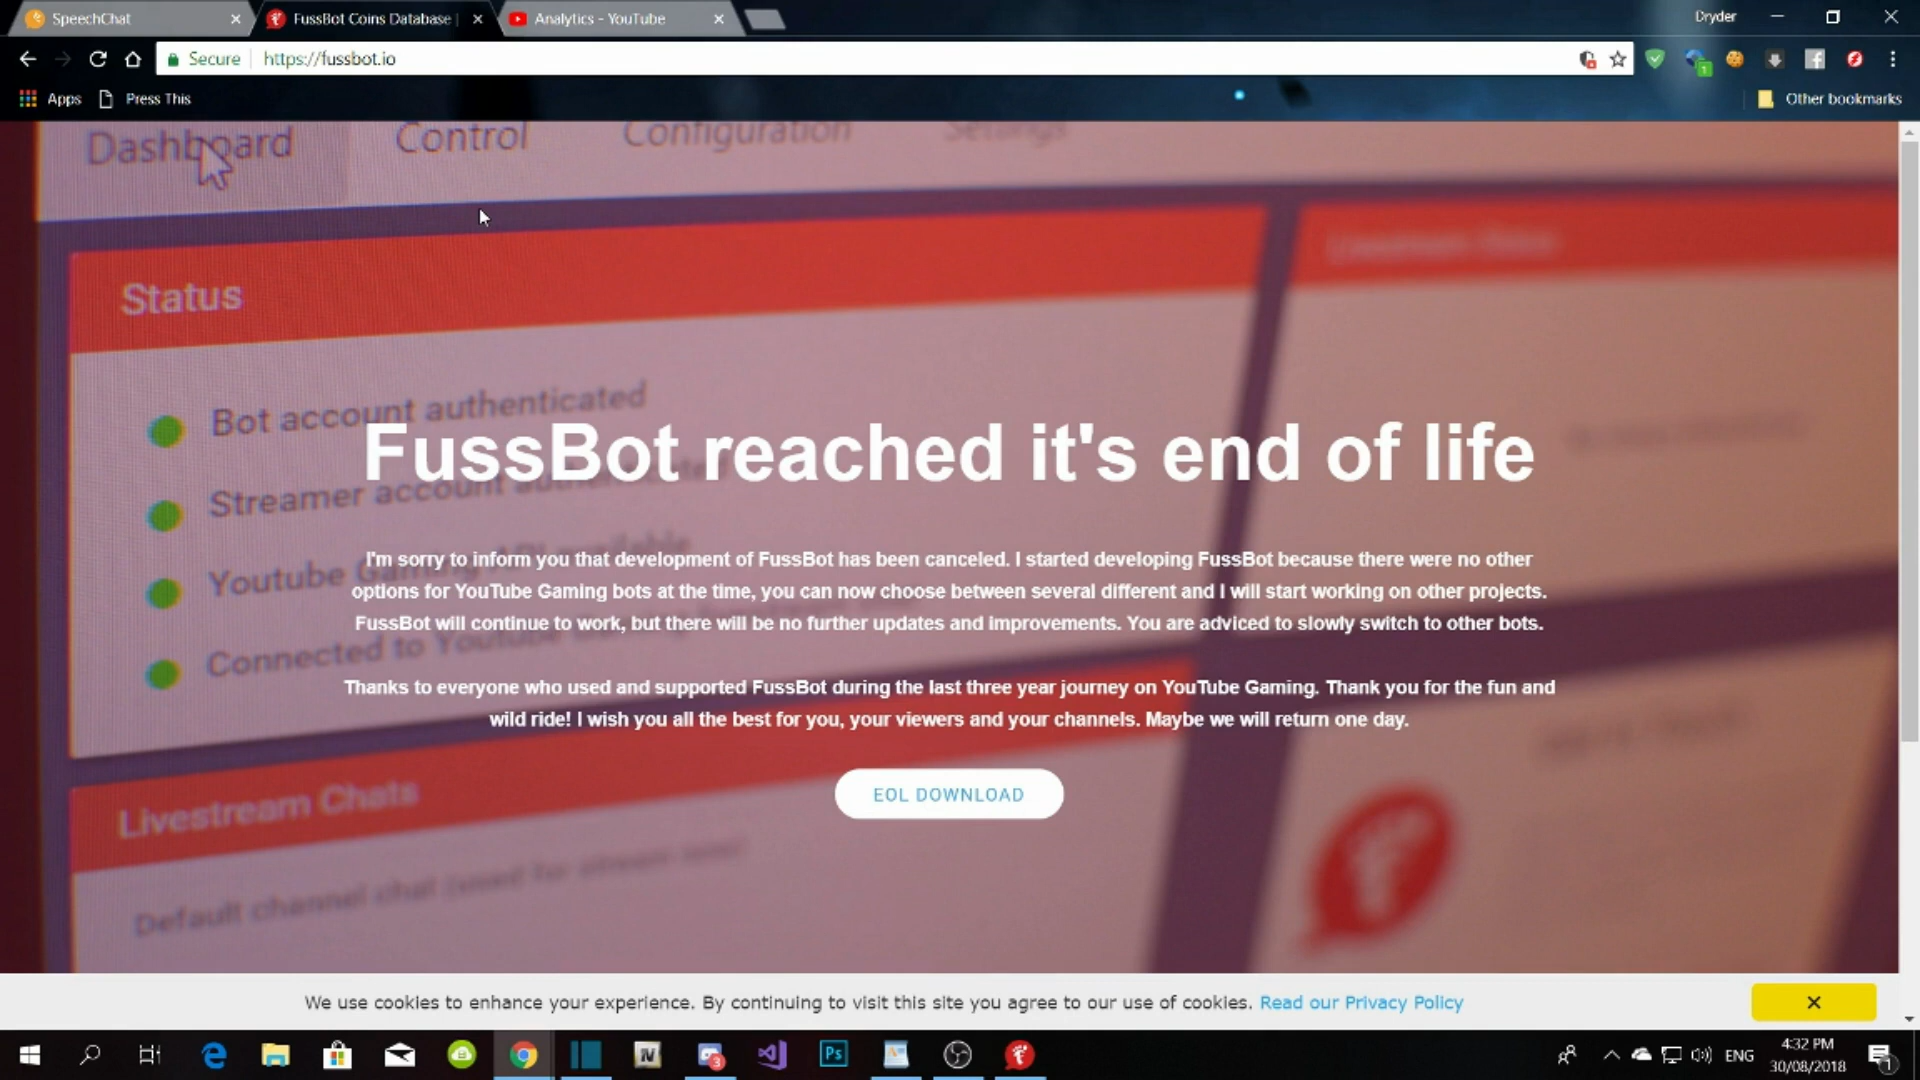 SpeechChat
FussBot Coins Database |
Analytics - YouTube
Dryder
Secure
https://fussbot.io
Apps
Press This
Other bookmarks
Dashboard
Control
Configuration
Settings
Status
Bot account authenticated
FussBot reached it's end of life
Streamer account
Youtube
I'm sorry to inform you that development of FussBot has been canceled. I started developing FussBot because there were no other
options for YouTube Gaming bots at the time, you can now choose between several different and I will start working on other projects.
FussBot will continue to work, but there will be no further updates and improvements. You are adviced to slowly switch to other bots.
Connected to Youtube
Thanks to everyone who used and supported FussBot during the last three year journey on YouTube Gaming. Thank you for the fun and
wild ride! I wish you all the best for you, your viewers and your channels. Maybe we will return one day.
EOL DOWNLOAD
Livestream Chats
Default channel chat (used for stream
We use cookies to enhance your experience. By continuing to visit this site you agree to our use of cookies. Read our Privacy Policy
Ps
3
ENG
4:32 PM
30/08/2018
1